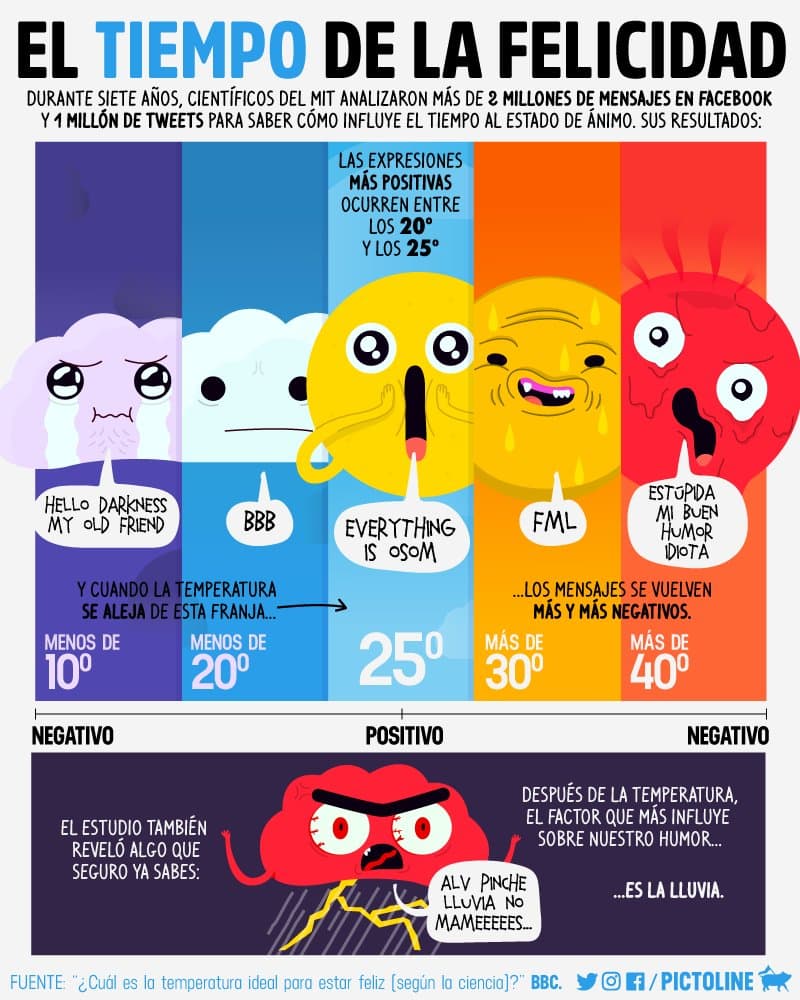 EL TIEMPO DE LA FELICIDAD
DURANTE SIETE AÑOS, CIENTÍFICOS DEL MIT ANALIZARON MÁS DE 2 MILLONES DE MENSAJES EN FACEBOOK
Y 1 MILLÓN DE TWEETS PARA SABER CÓMO INFLUYE EL TIEMPO AL ESTADO DE ÁNIMO. SUS RESULTADOS:
LAS EXPRESIONES
MÁS POSITIVAS
OCURREN ENTRE
LOS 20°
Y LOS 25°
HELLO DARKNESS
MY OLD FRIEND
BBB
EVERYTHING
IS OSOM
FML
ESTÚPIDA
MI BUEN
HUMOR
IDIOTA
Y CUANDO LA TEMPERATURA
SE ALEJA DE ESTA FRANJA...
...LOS MENSAJES SE VUELVEN
MÁS Y MÁS NEGATIVOS.
MENOS DE
10°
MENOS DE
20°
25°
MÁS DE
30°
MÁS DE
40°
NEGATIVO
POSITIVO
NEGATIVO
EL ESTUDIO TAMBIÉN
REVELÓ ALGO QUE
SEGURO YA SABES:
ALV PINCHE
LLUVIA NO
MAMEEEEES...
DESPUÉS DE LA TEMPERATURA,
EL FACTOR QUE MÁS INFLUYE
SOBRE NUESTRO HUMOR...
...ES LA LLUVIA.
FUENTE: "¿Cuál es la temperatura ideal para estar feliz (según la ciencia)?" BBC.
/PICTOLINE